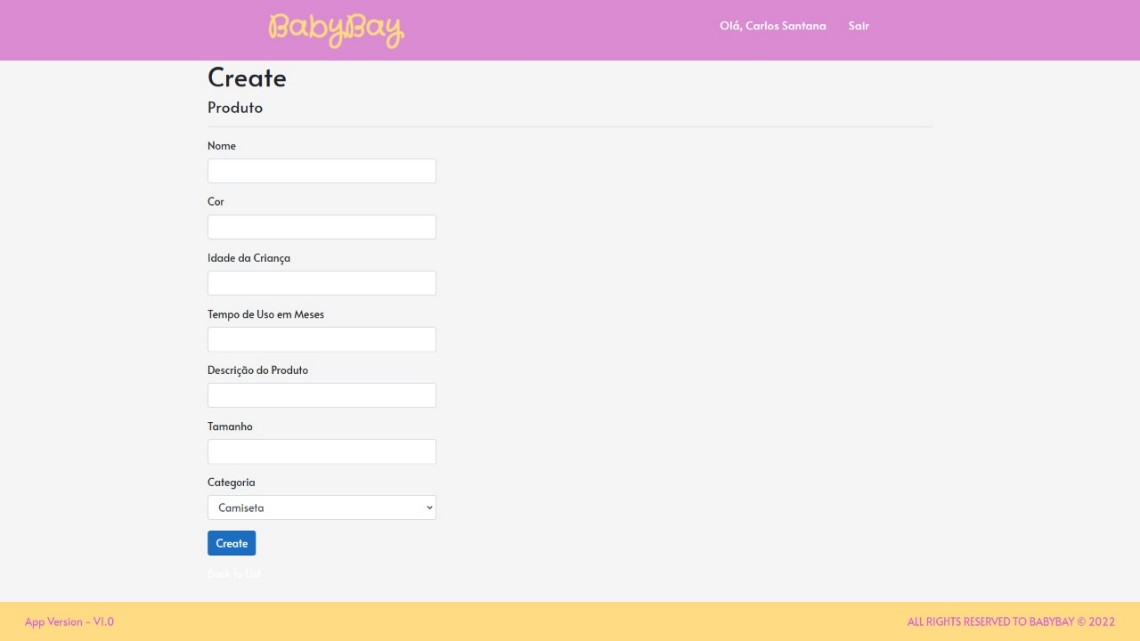 BabyBay
Olá, Carlos Santana Sair
Create
Produto
Nome
Cor
Idade da Criança
Tempo de Uso em Meses
Descrição do Produto
Tamanho
Categoria
Camiseta
Create
Back to List
App Version - V1.0
ALL RIGHTS RESERVED TO BABYBAY © 2022